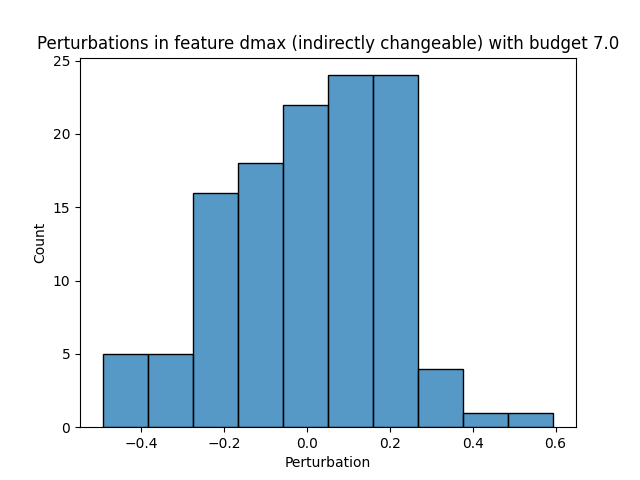 Perturbations in feature dmax (indirectly changeable) with budget 7.0
25
20
15
10
5
0
Count
−0.4 −0.2 0.0 0.2 0.4 0.6
Perturbation